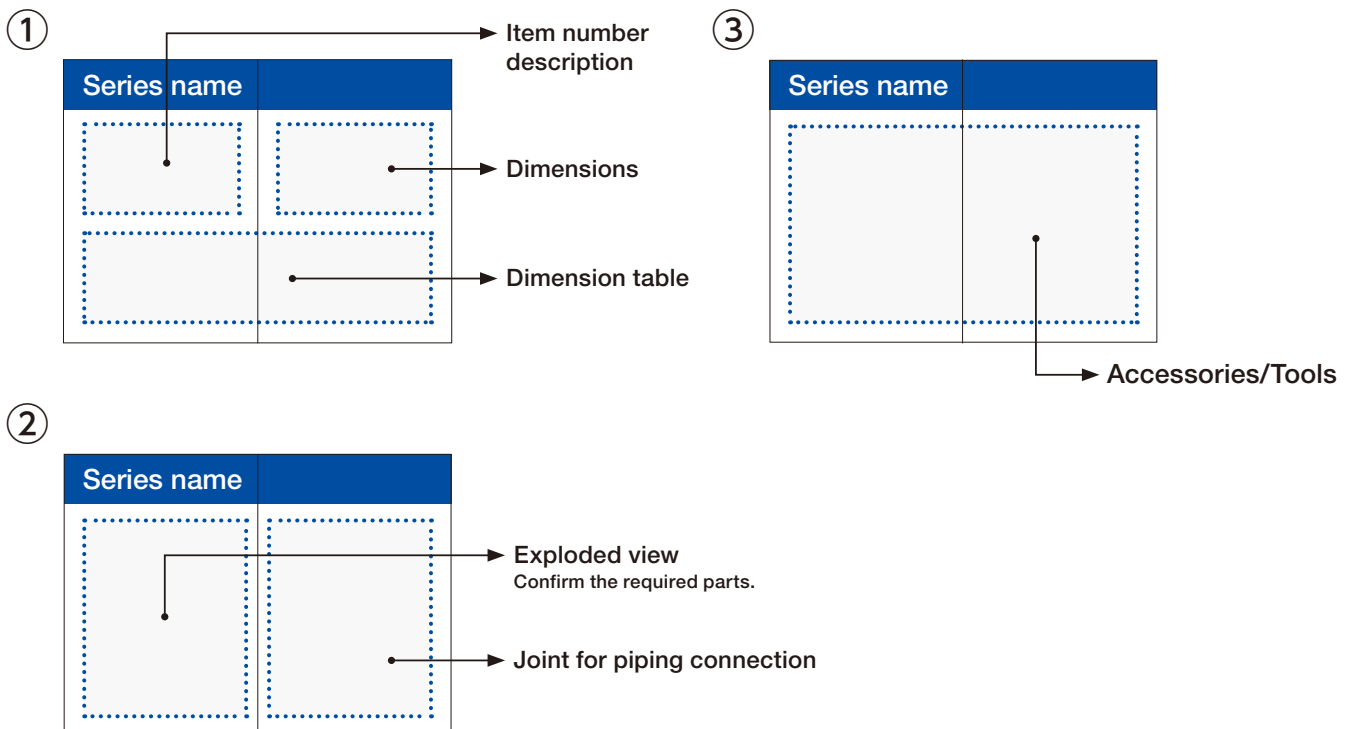 ①
Item number
description
Series name
Dimensions
Dimension table
②
Series name
Exploded view
Confirm the required parts.
Joint for piping connection
③
Series name
Accessories/Tools